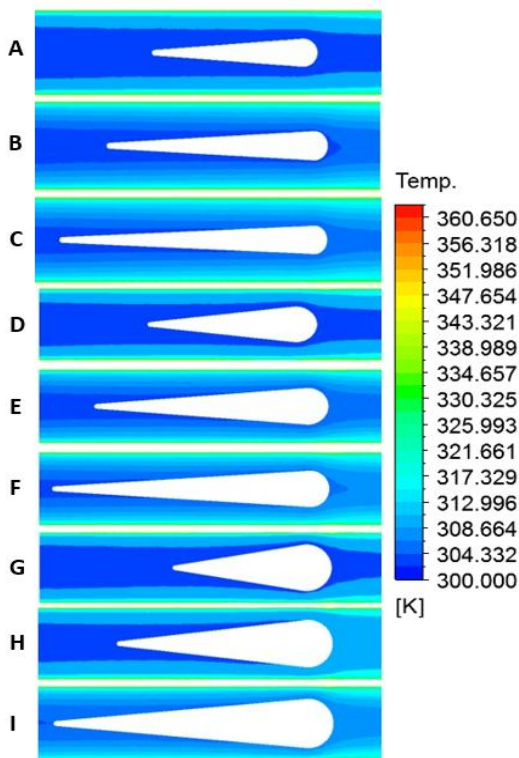 A
B
C
D
E
F
G
H
I
Temp.
360.650
356.318
351.986
347.654
343.321
338.989
334.657
330.325
325.993
321.661
317.329
312.996
308.664
304.332
300.000
[K]